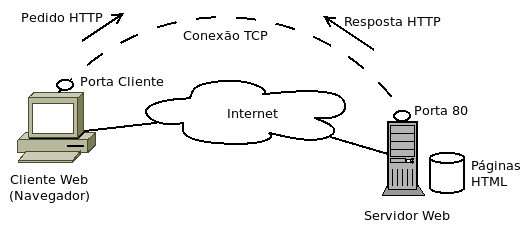 Pedido HTTP
Resposta HTTP
Conexão TCP
Porta Cliente
Internet
Porta 80
Cliente Web
(Navegador)
Páginas
HTML
Servidor Web